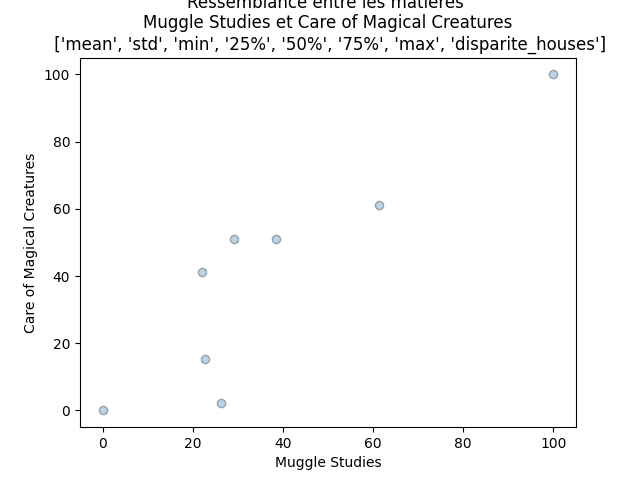 Ressemblance entre les matières
Muggle Studies et Care of Magical Creatures
['mean', 'std', 'min', '25%', '50%', '75%', 'max', 'disparite_houses']
100
80
60
40
20
0
Care of Magical Creatures
0 20 40 60 80 100
Muggle Studies